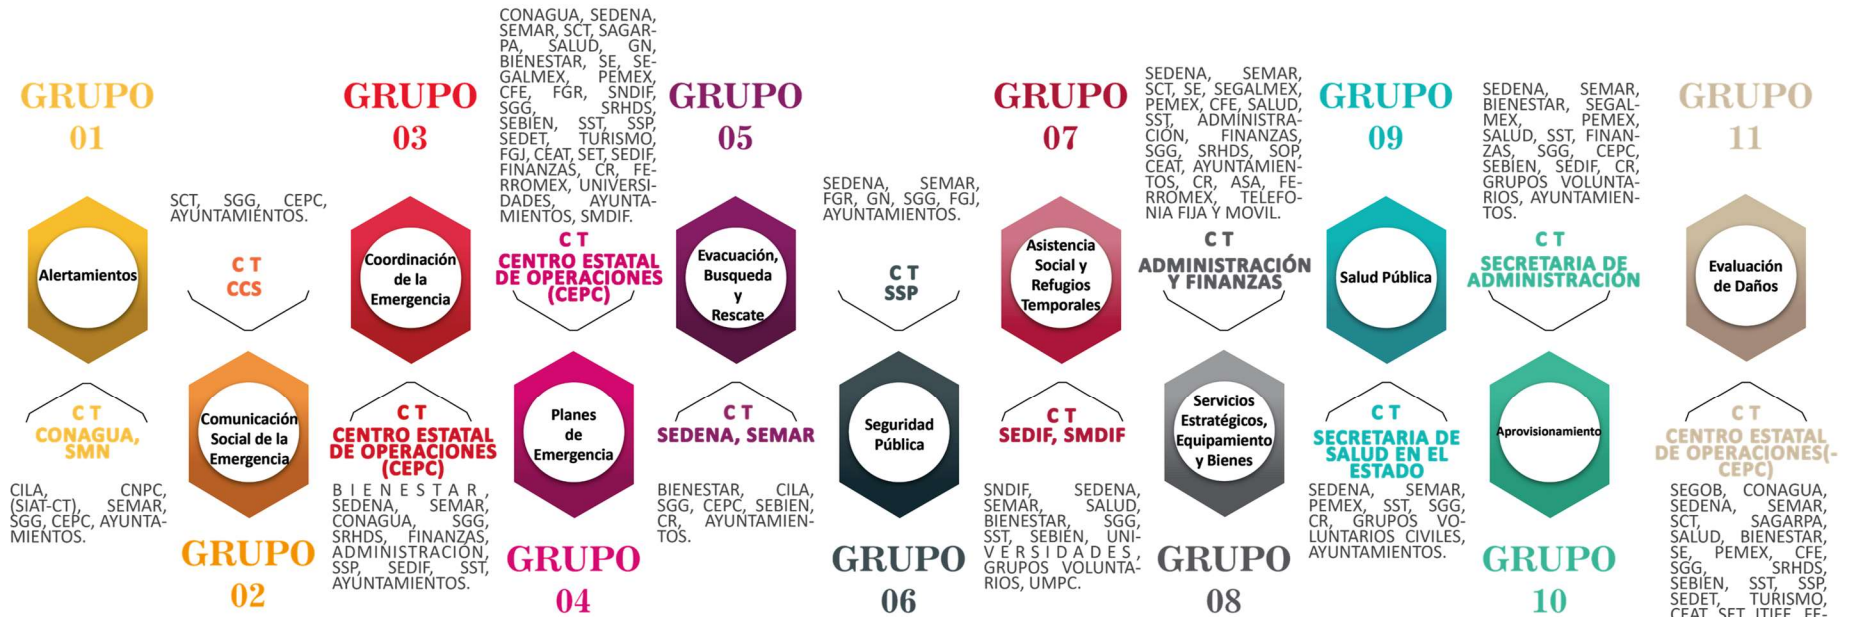 GRUPO
01
Alertamientos
C T
CONAGUA,
SMN
CILA, CNPC,
(SIAT-CT), SEMAR,
SGG, CEPC, AYUNTA-
MIENTOS.
SCT, SGG, CEPC,
AYUNTAMIENTOS.
C T
CCS
Comunicación
Social de la
Emergencia
GRUPO
02
GRUPO
03
Coordinación
de la
Emergencia
C T
CENTRO ESTATAL
DE OPERACIONES
(CEPC)
BIENESTAR,
SEDENA, SEMAR,
CONAGUA, SGG,
SRHDS, FINANZAS,
ADMINISTRACIÓN,
SSP, SEDIF, SST,
AYUNTAMIENTOS.
CONAGUA, SEDENA,
SEMAR, SCT, SAGAR-
PA, SALUD, GN,
BIENESTAR, SE, SE-
GALMEX, PEMEX,
CFE, FGR, SNDIF,
SGG, SRHDS,
SEBIEN, SST, SSP,
SEDET, TURISMO,
FGJ, CEAT, SET, SEDIF,
FINANZAS, CR, FE-
RROMEX, UNIVERSI-
DADES, AYUNTA-
MIENTOS, SMDIF.
C T
CENTRO ESTATAL
DE OPERACIONES
(CEPC)
Planes
de
Emergencia
GRUPO
04
GRUPO
05
Evacuación,
Busqueda
y
Rescate
C T
SEDENA, SEMAR
BIENESTAR, CILA,
SGG, CEPC, SEBIEN,
CR, AYUNTAMIEN-
TOS.
SEDENA, SEMAR,
FGR, GN, SGG, FGJ,
AYUNTAMIENTOS.
C T
SSP
Seguridad
Pública
GRUPO
06
GRUPO
07
Asistencia
Social y
Refugios
Temporales
C T
SEDIF, SMDIF
SNDIF, SEDENA,
SEMAR, SALUD,
BIENESTAR, SGG,
SST, SEBIEN, UNI-
VERSIDADES,
GRUPOS VOLUNTA-
RIOS, UMPC.
SEDENA, SEMAR,
SCT, SE, SEGALMEX,
PEMEX, CFE, SALUD,
SST, ADMINISTRA-
CIÓN, FINANZAS,
SGG, SRHDS, SOP,
CEAT, AYUNTAMIEN-
TOS, CR, ASA, FE-
RROMEX, TELEFO-
NIA FIJA Y MOVIL.
C T
ADMINISTRACIÓN
Y FINANZAS
Servicios
Estratégicos,
Equipamiento
y Bienes
GRUPO
08
GRUPO
09
Salud Pública
C T
SECRETARIA DE
SALUD EN EL
ESTADO
SEDENA, SEMAR,
PEMEX, SST, SGG,
CR, GRUPOS VO-
LUNTARIOS CIVILES,
AYUNTAMIENTOS.
SEDENA, SEMAR,
BIENESTAR, SEGAL-
MEX, PEMEX,
SALUD, SST, FINAN-
ZAS, SGG, CEPC,
SEBIEN, SEDIF, CR,
GRUPOS VOLUNTA-
RIOS, AYUNTAMIEN-
TOS.
C T
SECRETARIA DE
ADMINISTRACIÓN
Aprovisionamiento
GRUPO
10
GRUPO
11
Evaluación
de Daños
C T
CENTRO ESTATAL
DE OPERACIONES(-
CEPC)
SEGOB, CONAGUA,
SEDENA, SEMAR,
SCT, SAGARPA,
SALUD, BIENESTAR,
SE, PEMEX, CFE,
SGG, SRHDS,
SEBIEN, SST, SSP,
SEDET, TURISMO,
CEAT, SET, ITIFE, FE-